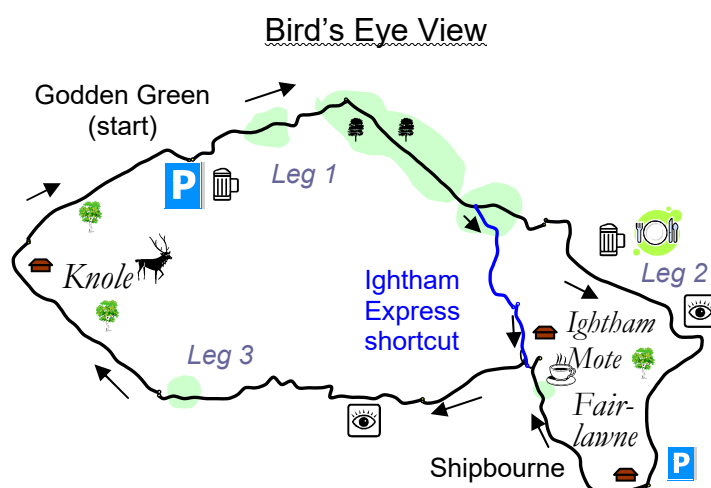 Bird's Eye View
Godden Green
(start)
P
Leg 1
Knole
Leg 2
Ightham
Express
shortcut
Ightham
Mote
Leg 3
Fair-
lawne
Shipbourne
P